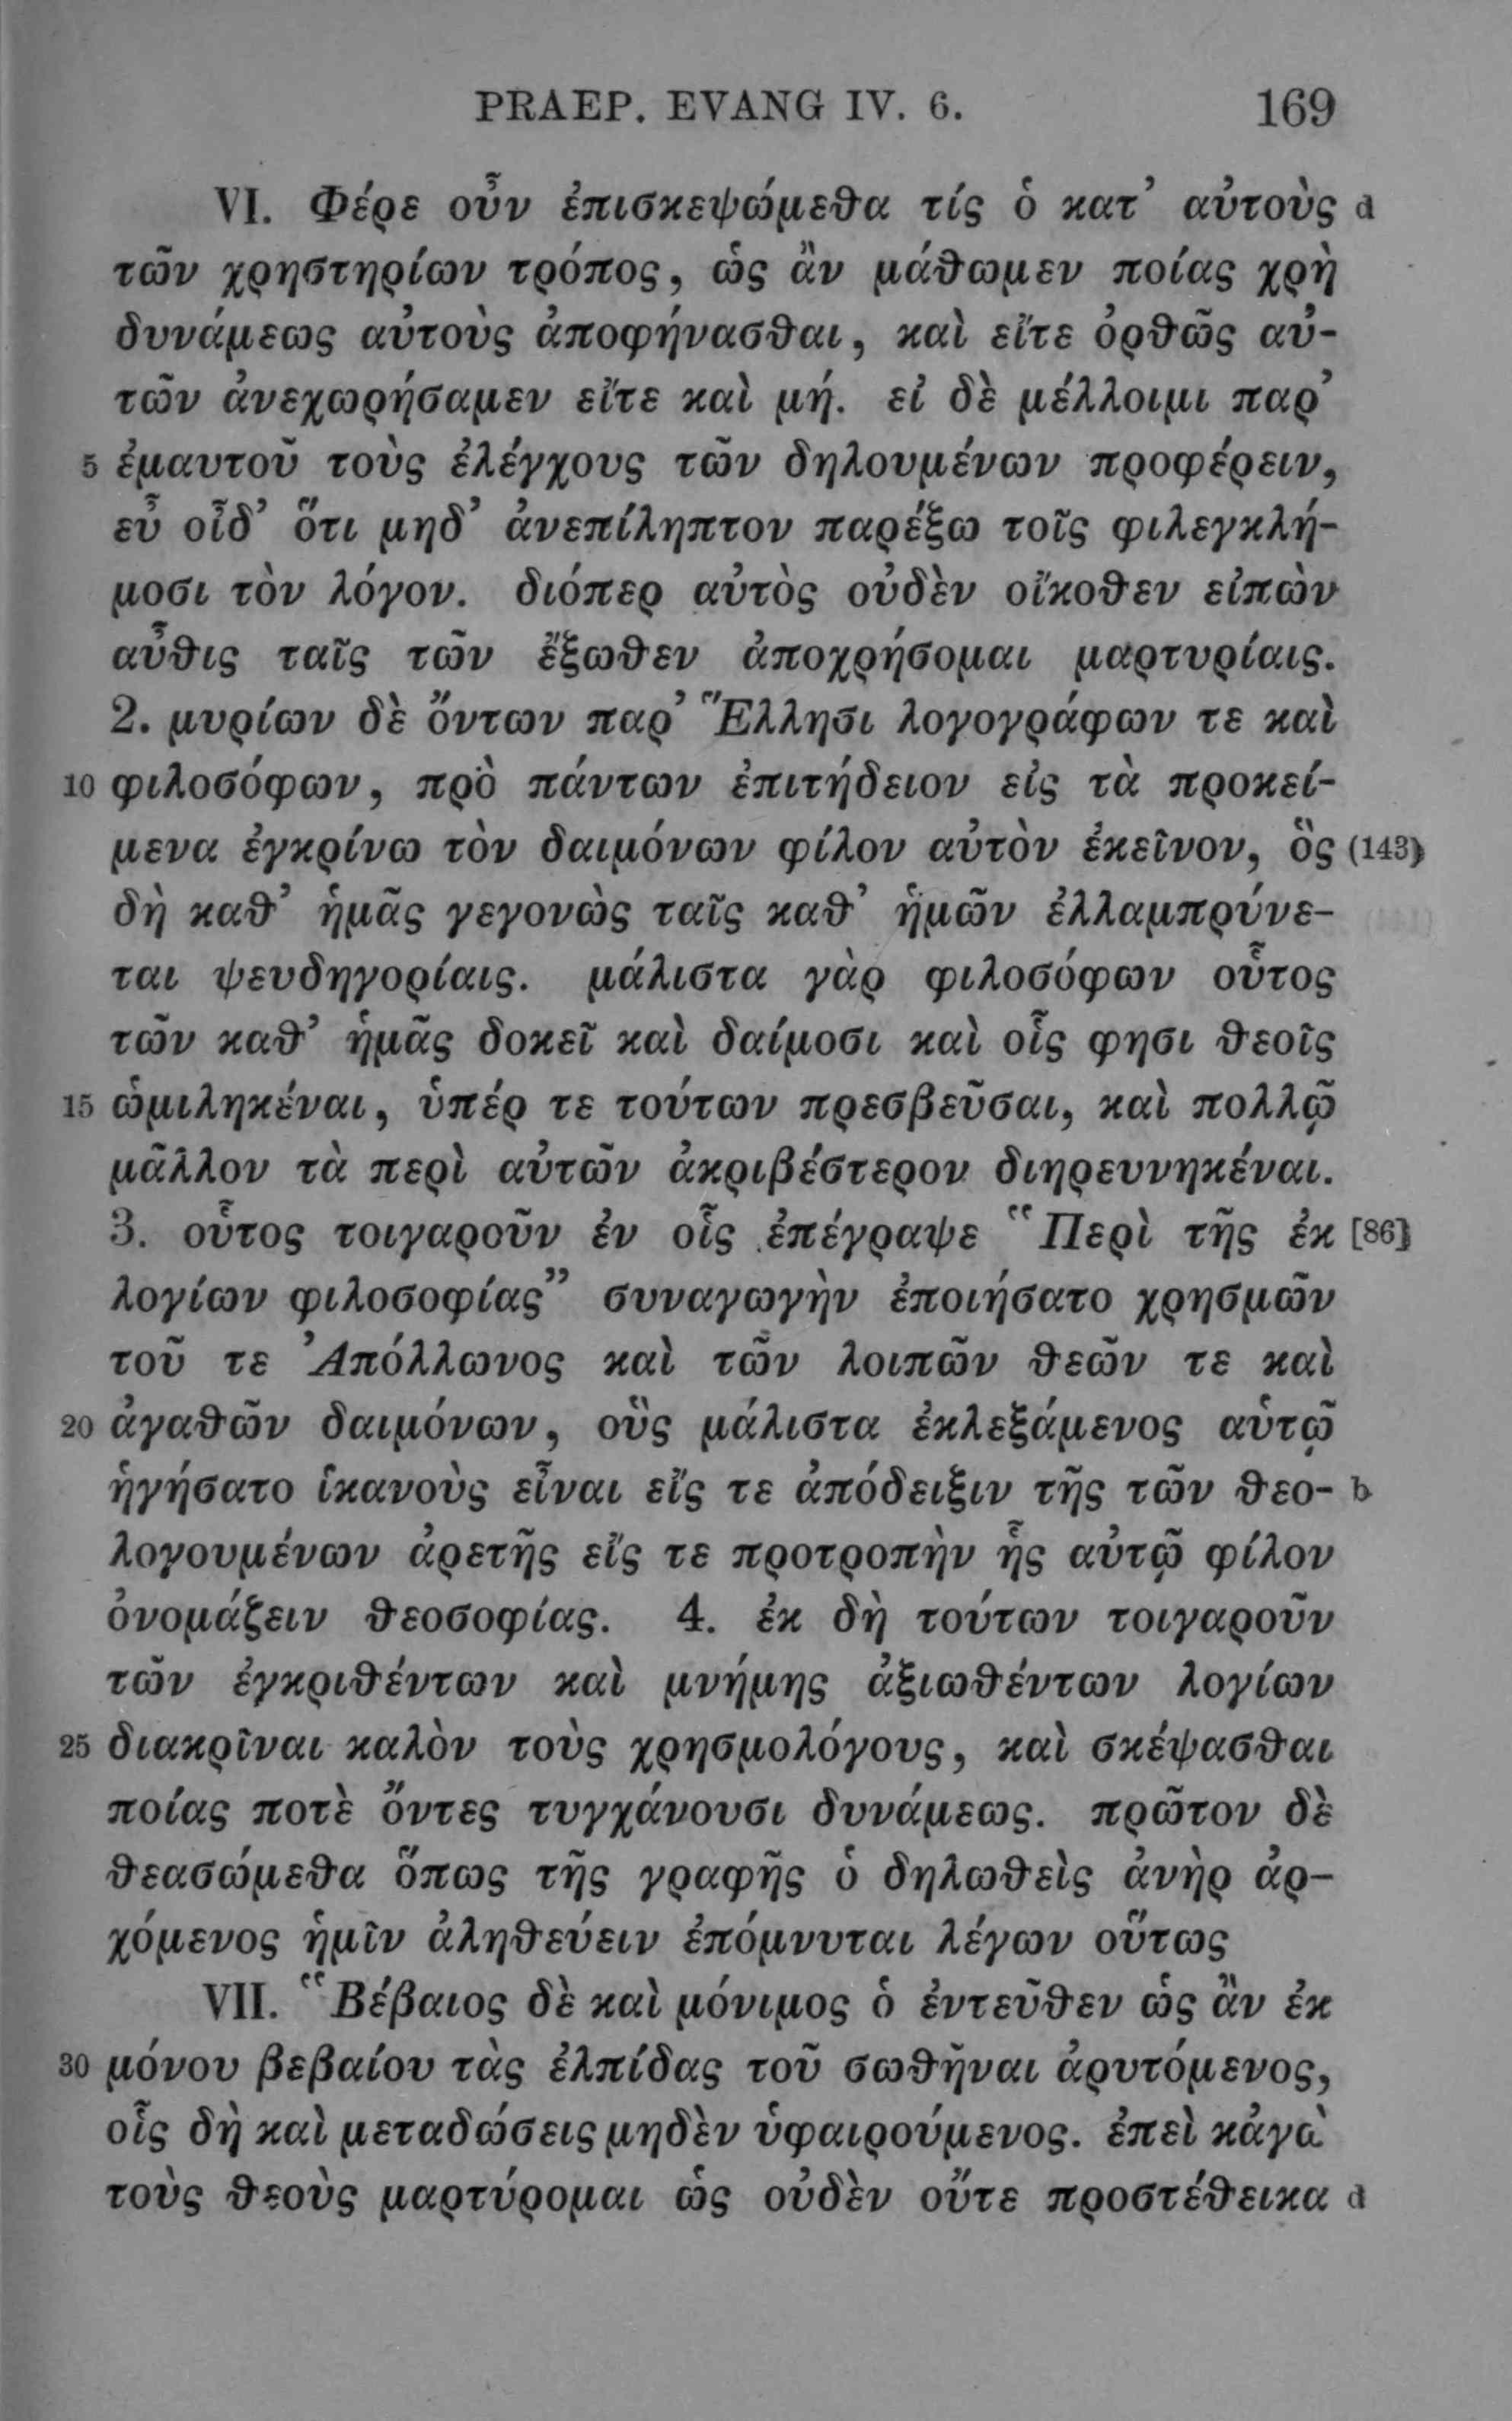 PRAEP. EVANG IV. 6. 169
VI. Φέρε οὖν ἐπισκεψώμεθα τίς ὁ κατ’ αὐτοὺς d
τῶν χρηστηρίων τρόπος, ὡς ἂν μάθωμεν ποίας χρὴ
δυνάμεως αὐτοὺς ἀποφήνασθαι, καὶ εἴτε ὀρθῶς αὐ-
τῶν ἀνεχωρήσαμεν εἴτε καὶ μή. εἰ δὲ μέλλοιμι παρ’
5 ἐμαυτοῦ τοὺς ἐλέγχους τῶν δηλουμένων προφέρειν,
εὖ οἶδ’ ὅτι μηδ’ ἀνεπίληπτον παρέξω τοῖς φιλεγκλή-
μοσι τὸν λόγον. διόπερ αὐτὸς οὐδὲν οἴκοθεν εἰπὼν
αὖθις ταῖς τῶν ἔξωθεν ἀποχρήσομαι μαρτυρίαις.
2. μυρίων δὲ ὄντων παρ’ Ἕλλησι λογογράφων τε καὶ
10 φιλοσόφων, πρὸ πάντων ἐπιτήδειον εἰς τὰ προκεί-
μενα ἐγκρίνω τὸν δαιμόνων φίλον αὐτὸν ἐκεῖνον, ὃς (143)
δὴ καθ’ ἡμᾶς γεγονὼς ταῖς καθ’ ἡμῶν ἐλλαμπρύνε-
ται ψευδηγορίαις. μάλιστα γὰρ φιλοσόφων οὗτος
τῶν καθ’ ἡμᾶς δοκεῖ καὶ δαίμοσι καὶ οἷς φησι θεοῖς
15 ὡμιληκέναι, ὑπέρ τε τούτων πρεσβεῦσαι, καὶ πολλῷ
μᾶλλον τὰ περὶ αὐτῶν ἀκριβέστερον διηρευνηκέναι.
3. οὗτος τοιγαροῦν ἐν οἷς ἐπέγραψε “Περὶ τῆς ἐκ [86]
λογίων φιλοσοφίας” συναγωγὴν ἐποιήσατο χρησμῶν
τοῦ τε Ἀπόλλωνος καὶ τῶν λοιπῶν θεῶν τε καὶ
20 ἀγαθῶν δαιμόνων, οὓς μάλιστα ἐκλεξάμενος αὑτῷ
ἡγήσατο ἱκανοὺς εἶναι εἴς τε ἀπόδειξιν τῆς τῶν θεο- b
λογουμένων ἀρετῆς εἴς τε προτροπὴν ἧς αὐτῷ φίλον
ὀνομάζειν θεοσοφίας. 4. ἐκ δὴ τούτων τοιγαροῦν
τῶν ἐγκριθέντων καὶ μνήμης ἀξιωθέντων λογίων
25 διακρῖναι καλὸν τοὺς χρησμολόγους, καὶ σκέψασθαι
ποίας ποτὲ ὄντες τυγχάνουσι δυνάμεως. πρῶτον δὲ
θεασώμεθα ὅπως τῆς γραφῆς ὁ δηλωθεὶς ἀνὴρ ἀρ-
χόμενος ἡμῖν ἀληθεύειν ἐπόμνυται λέγων οὕτως
VII. “Βέβαιος δὲ καὶ μόνιμος ὁ ἐντεῦθεν ὡς ἂν ἐκ
30 μόνου βεβαίου τὰς ἐλπίδας τοῦ σωθῆναι ἀρυτόμενος,
οἷς δὴ καὶ μεταδώσεις μηδὲν ὑφαιρούμενος. ἐπεὶ κἀγὼ
τοὺς θεοὺς μαρτύρομαι ὡς οὐδὲν οὔτε προστέθεικα d